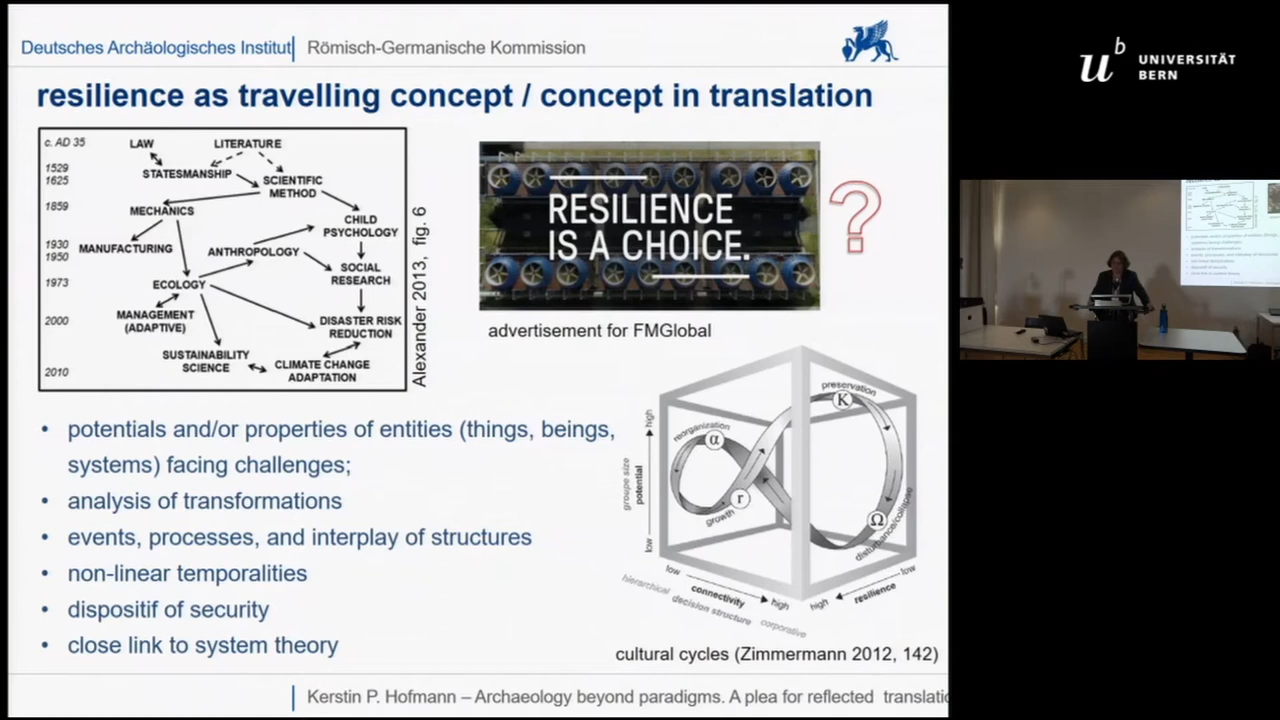 Deutsches Archäologisches Institut
Römisch-Germanische Kommission
resilience as travelling concept / concept in translation
c. AD 35
LAW
LITERATURE
1529
STATESMANSHIP
1625
SCIENTIFIC
METHOD
1859
MECHANICS
CHILD
PSYCHOLOGY
1930
MANUFACTURING
ANTHROPOLOGY
1950
SOCIAL
RESEARCH
1973
ECOLOGY
MANAGEMENT
(ADAPTIVE)
2000
DISASTER RISK
REDUCTION
SUSTAINABILITY
SCIENCE
CLIMATE CHANGE
ADAPTATION
2010
Alexander 2013, fig. 6
RESILIENCE
IS A CHOICE.
?
advertisement for FMGlobal
• potentials and/or properties of entities (things, beings,
systems) facing challenges;
• analysis of transformations
• events, processes, and interplay of structures
• non-linear temporalities
• dispositif of security
• close link to system theory
preservation
K
reorganization
α
r
growth
Ω
disturbance/collapse
high
groupe size
potential
low
low
connectivity
high
hierarchical
decision structure
corporative
high
resilience
low
cultural cycles (Zimmermann 2012, 142)
Kerstin P. Hofmann – Archaeology beyond paradigms. A plea for reflected translatio
u
b
UNIVERSITÄT
BERN